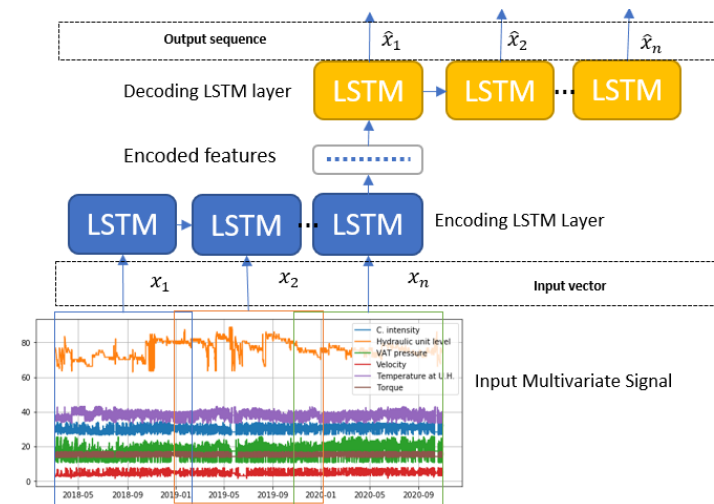 Output sequence
x̂₁
x̂₂
x̂ₙ
Decoding LSTM layer
LSTM
LSTM
LSTM
Encoded features
LSTM
LSTM
LSTM
Encoding LSTM Layer
x₁
x₂
xₙ
Input vector
C. intensity
Hydraulic unit level
VAT pressure
Velocity
Temperature at U.H.
Torque
Input Multivariate Signal
80
60
40
20
0
2018-05
2018-09
2019-01
2019-05
2019-09
2020-01
2020-05
2020-09